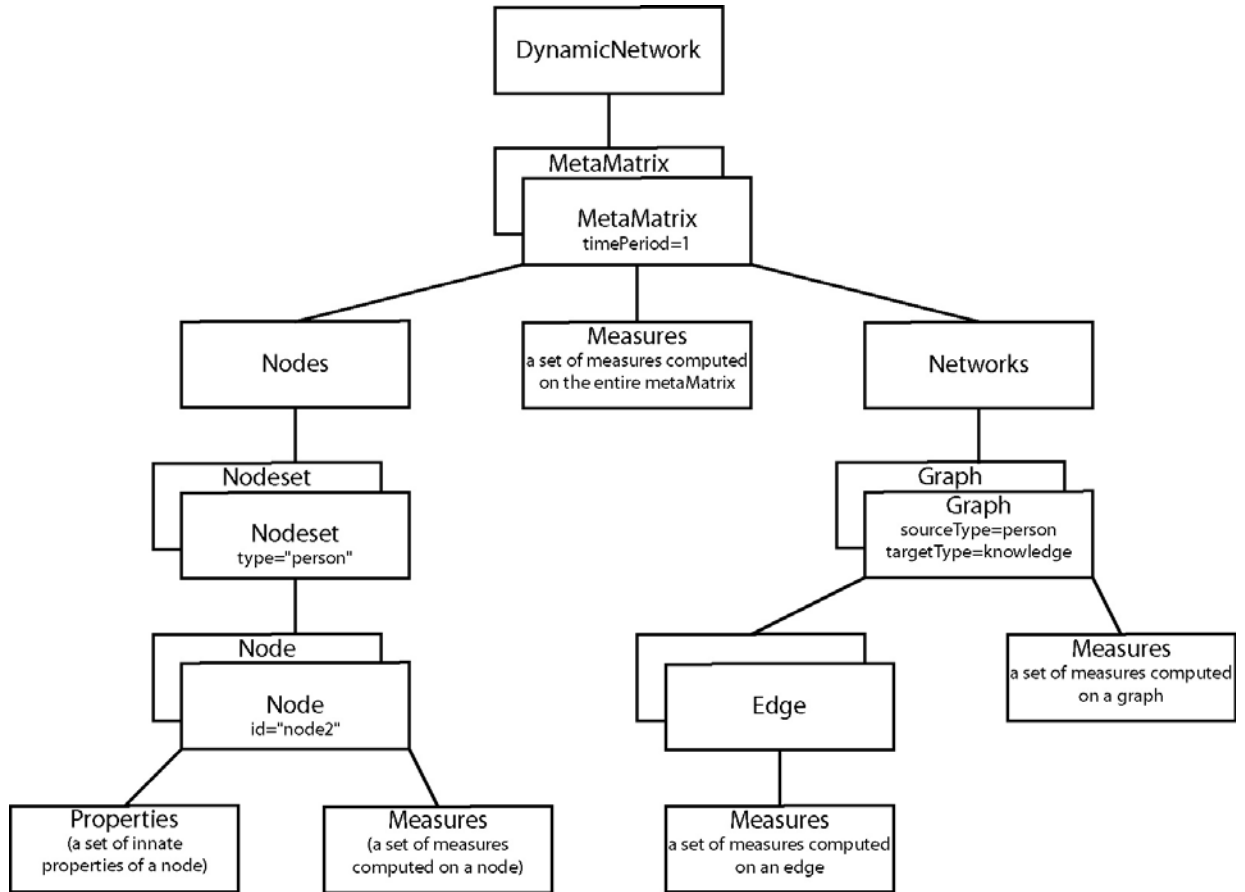 DynamicNetwork
MetaMatrix
MetaMatrix
timePeriod=1
Nodes
Measures
a set of measures computed
on the entire metaMatrix
Networks
Nodeset
Nodeset
type="person"
Graph
Graph
sourceType=person
targetType=knowledge
Node
Node
id="node2"
Edge
Measures
a set of measures computed
on a graph
Properties
(a set of innate
properties of a node)
Measures
(a set of measures
computed on a node)
Measures
a set of measures computed
on an edge